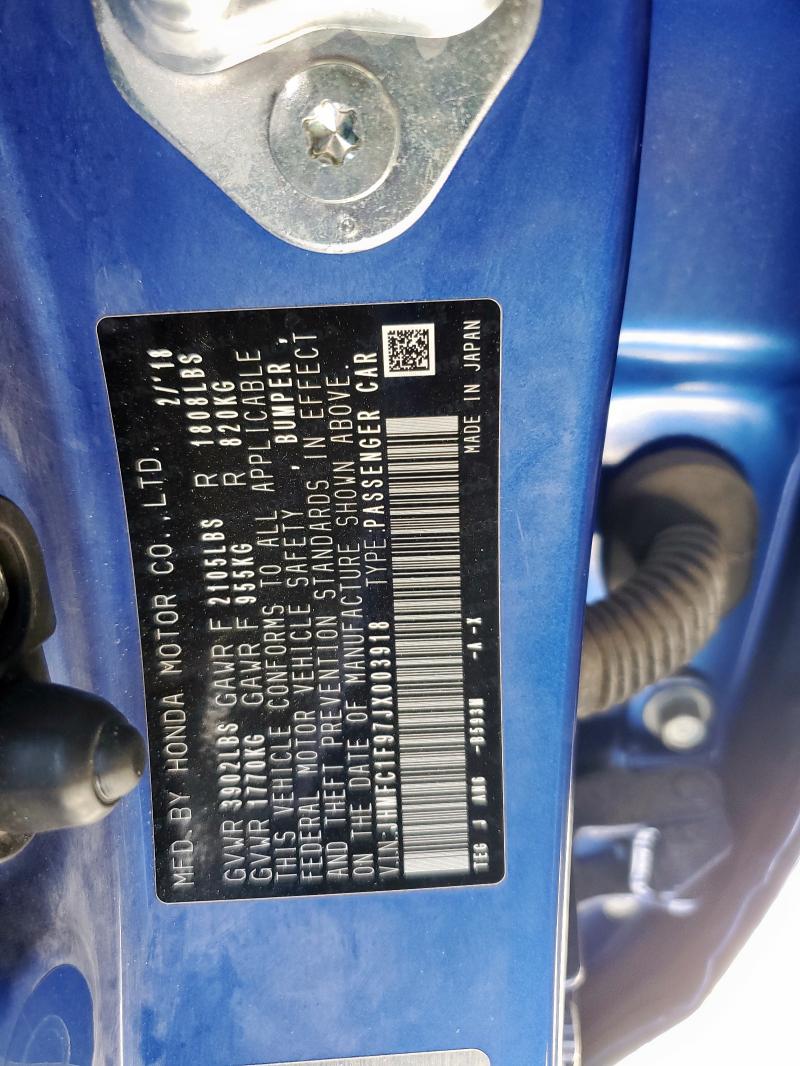 MFD. BY HONDA MOTOR CO.,LTD. 2/'18
GVWR 3902LBS GAWR F 2105LBS R 1808LBS
GVWR 1770KG GAWR F 955KG R 820KG
THIS VEHICLE CONFORMS TO ALL APPLICABLE
FEDERAL MOTOR VEHICLE SAFETY , BUMPER ,
AND THEFT PREVENTION STANDARDS IN EFFECT
ON THE DATE OF MANUFACTURE SHOWN ABOVE.
V.I.N.: JHMFC1F97JX003918 TYPE:PASSENGER CAR
TEG J -A-X
MADE IN JAPAN